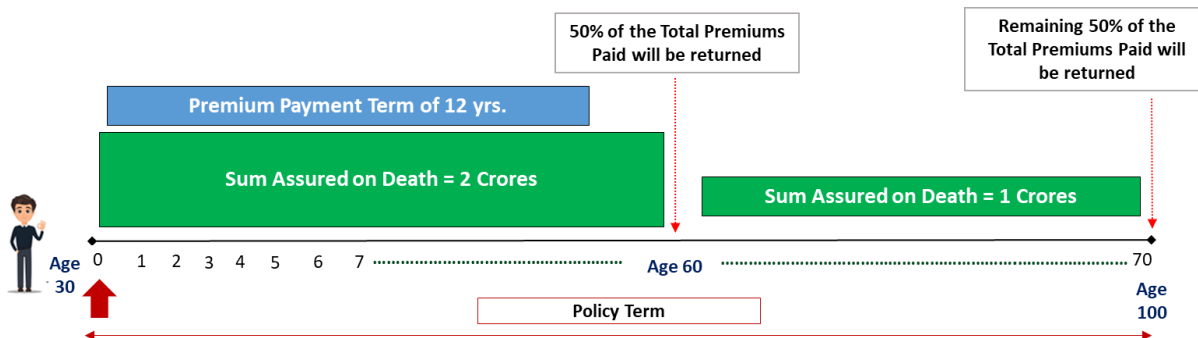 50% of the Total Premiums
Paid will be returned
Remaining 50% of the
Total Premiums Paid will
be returned
Premium Payment Term of 12 yrs.
Sum Assured on Death = 2 Crores
Sum Assured on Death = 1 Crores
Age
30
0 1 2 3 4 5 6 7 Age 60 70
Age
100
Policy Term